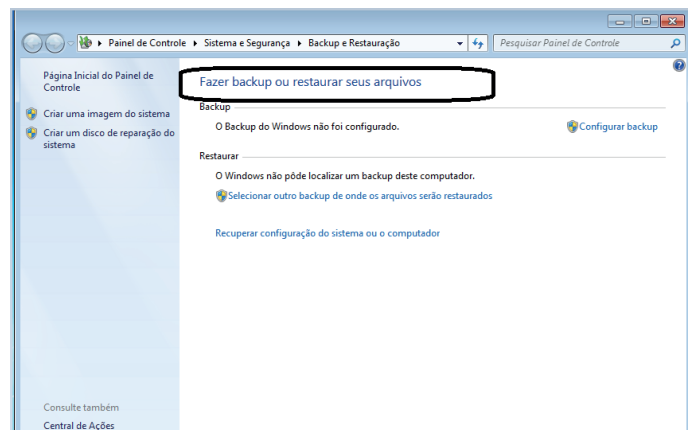 Painel de Controle ▸ Sistema e Segurança ▸ Backup e Restauração
Pesquisar Painel de Controle
Página Inicial do Painel de
Controle
Criar uma imagem do sistema
Criar um disco de reparação do
sistema
Fazer backup ou restaurar seus arquivos
Backup
O Backup do Windows não foi configurado.
Configurar backup
Restaurar
O Windows não pôde localizar um backup deste computador.
Selecionar outro backup de onde os arquivos serão restaurados
Recuperar configuração do sistema ou o computador
Consulte também
Central de Ações